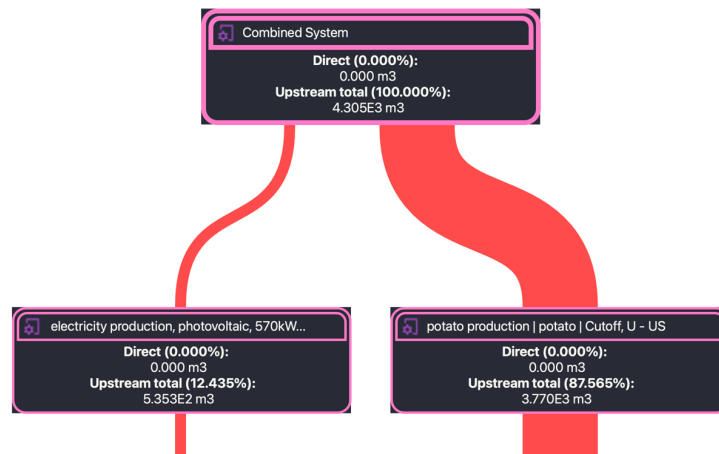 Combined System
Direct (0.000%):
0.000 m3
Upstream total (100.000%):
4.305E3 m3
electricity production, photovoltaic, 570kW...
Direct (0.000%):
0.000 m3
Upstream total (12.435%):
5.353E2 m3
potato production | potato | Cutoff, U - US
Direct (0.000%):
0.000 m3
Upstream total (87.565%):
3.770E3 m3